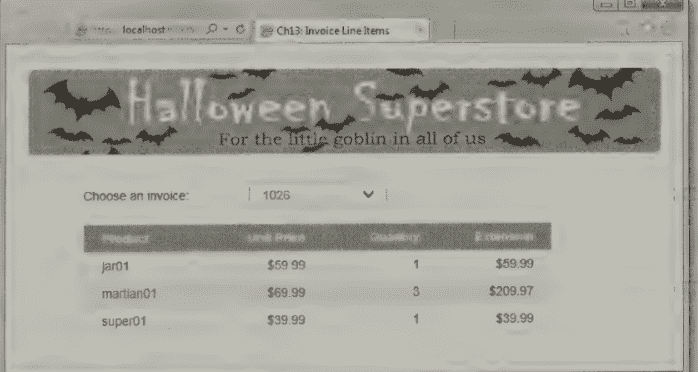 localhost
Ch13: Invoice Line Items
Halloween Superstore
For the little goblin in all of us
Choose an invoice: 1026
Product Unit Price Quantity Extension
jar01 $59.99 1 $59.99
martian01 $69.99 3 $209.97
super01 $39.99 1 $39.99